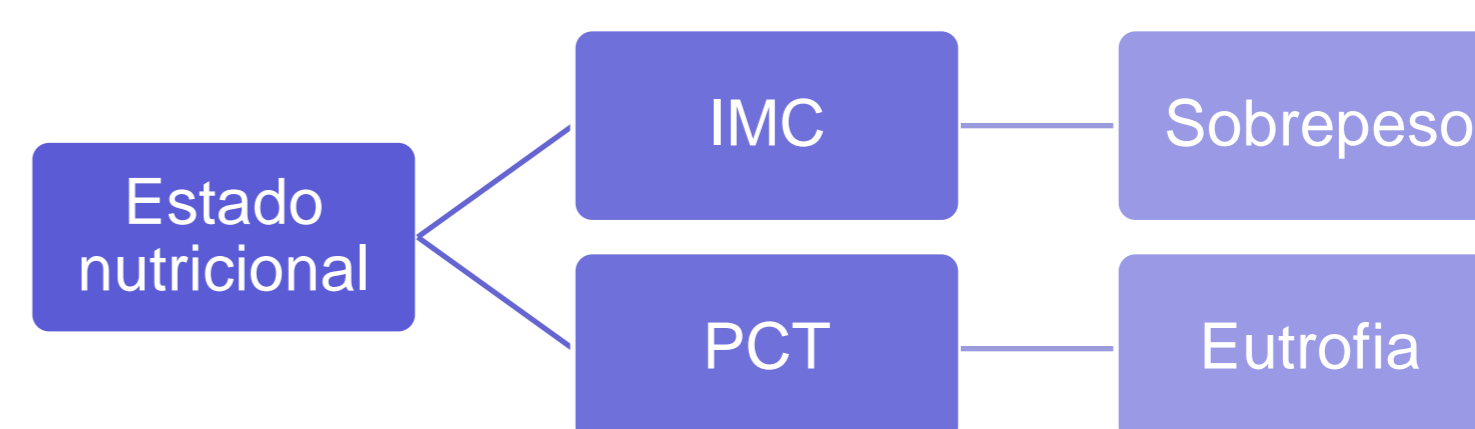 Estado
nutricional
IMC
Sobrepeso
PCT
Eutrofia